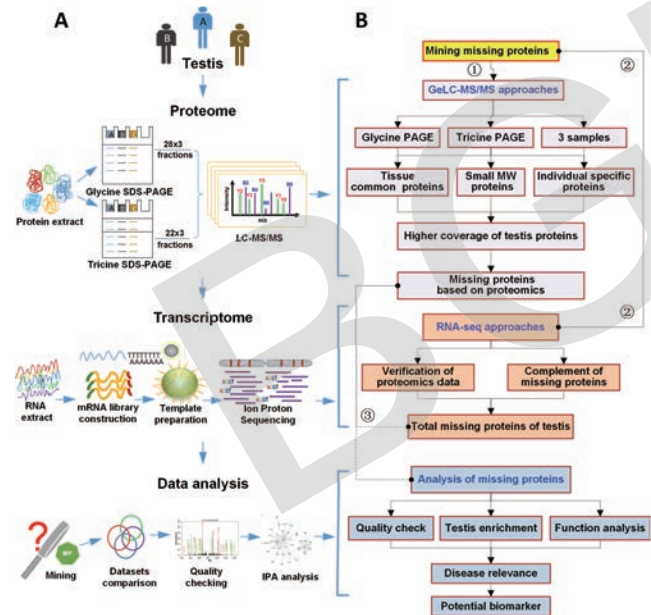 A
B
B
A
C
Testis
Proteome
Protein extract
A B C
28x3
fractions
Glycine SDS-PAGE
A B C
22x3
fractions
Tricine SDS-PAGE
Intensity
m/z
LC-MS/MS
Transcriptome
TTTTTT
AAAAAA
RNA
extract
mRNA library
construction
Template
preparation
Ion Proton
Sequencing
Data analysis
?
Mining
Datasets
comparison
Quality
checking
IPA analysis
Mining missing proteins
①
②
GeLC-MS/MS approaches
Glycine PAGE
Tricine PAGE
3 samples
Tissue
common proteins
Small MW
proteins
Individual specific
proteins
Higher coverage of testis proteins
Missing proteins
based on proteomics
②
RNA-seq approaches
Verification of
proteomics data
Complement of
missing proteins
③
Total missing proteins of testis
Analysis of missing proteins
Quality check
Testis enrichment
Function analysis
Disease relevance
Potential biomarker
BG